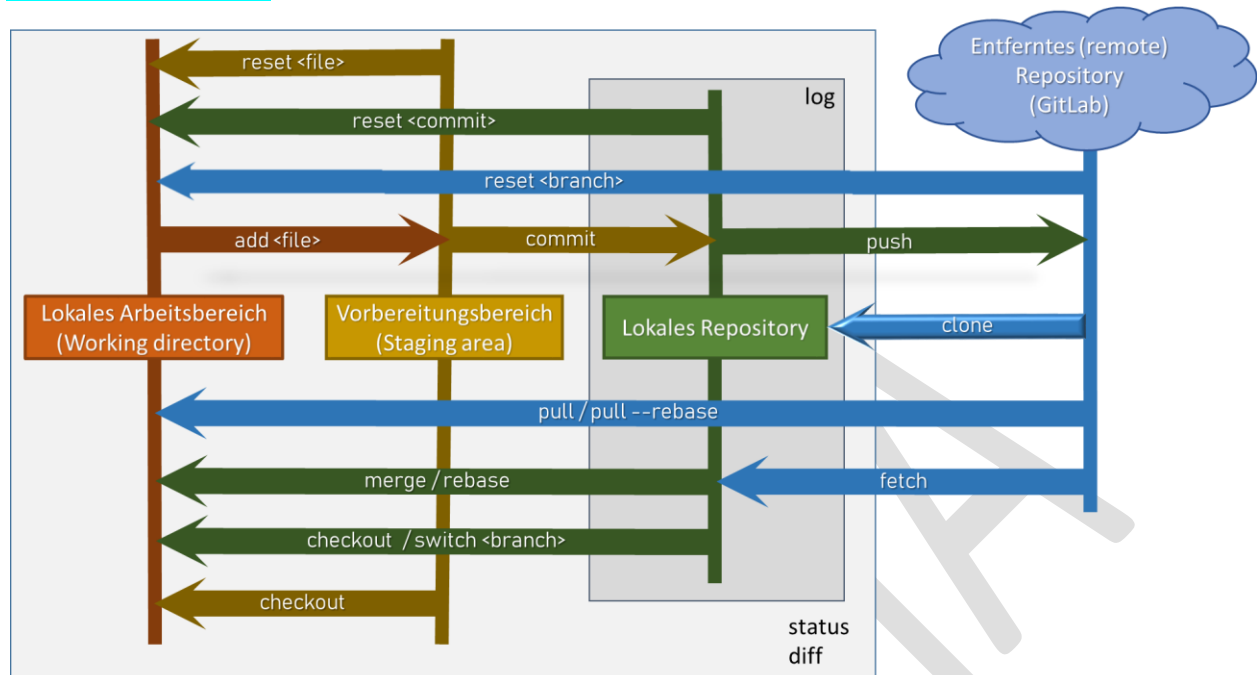 reset <file>
Entferntes (remote)
Repository
(GitLab)
log
reset <commit>
reset <branch>
add <file>
commit
push
Lokales Arbeitsbereich
(Working directory)
Vorbereitungsbereich
(Staging area)
Lokales Repository
clone
pull / pull --rebase
merge / rebase
fetch
checkout / switch <branch>
checkout
status
diff